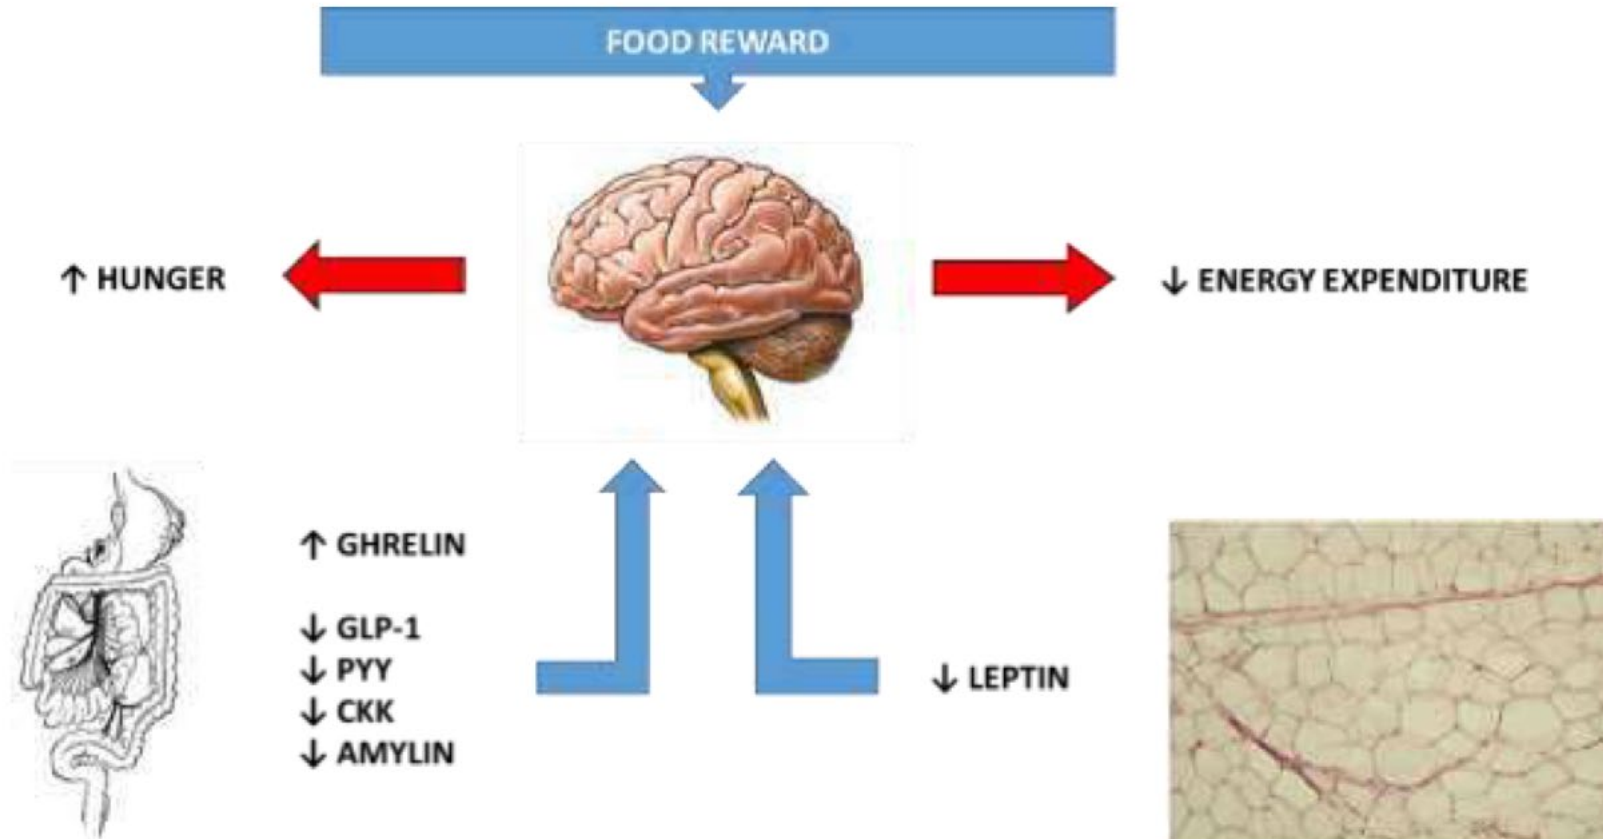 FOOD REWARD
↑ HUNGER
↓ ENERGY EXPENDITURE
↑ GHRELIN
↓ GLP-1
↓ PYY
↓ CKK
↓ AMYLIN
↓ LEPTIN